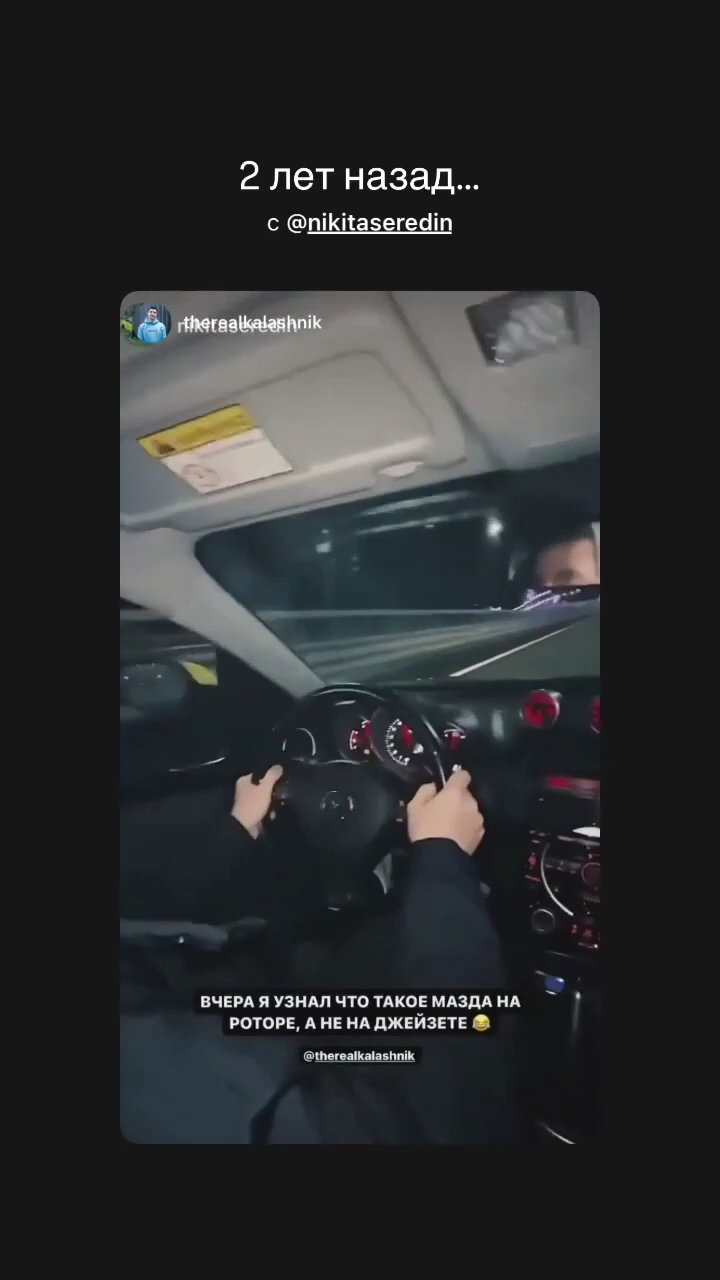 2 лет назад...
с @nikitaseredin
therealkalashnik
nikitaseredin
ВЧЕРА Я УЗНАЛ ЧТО ТАКОЕ МАЗДА НА
РОТОРЕ, А НЕ НА ДЖЕЙЗЕТЕ 😂
@therealkalashnik